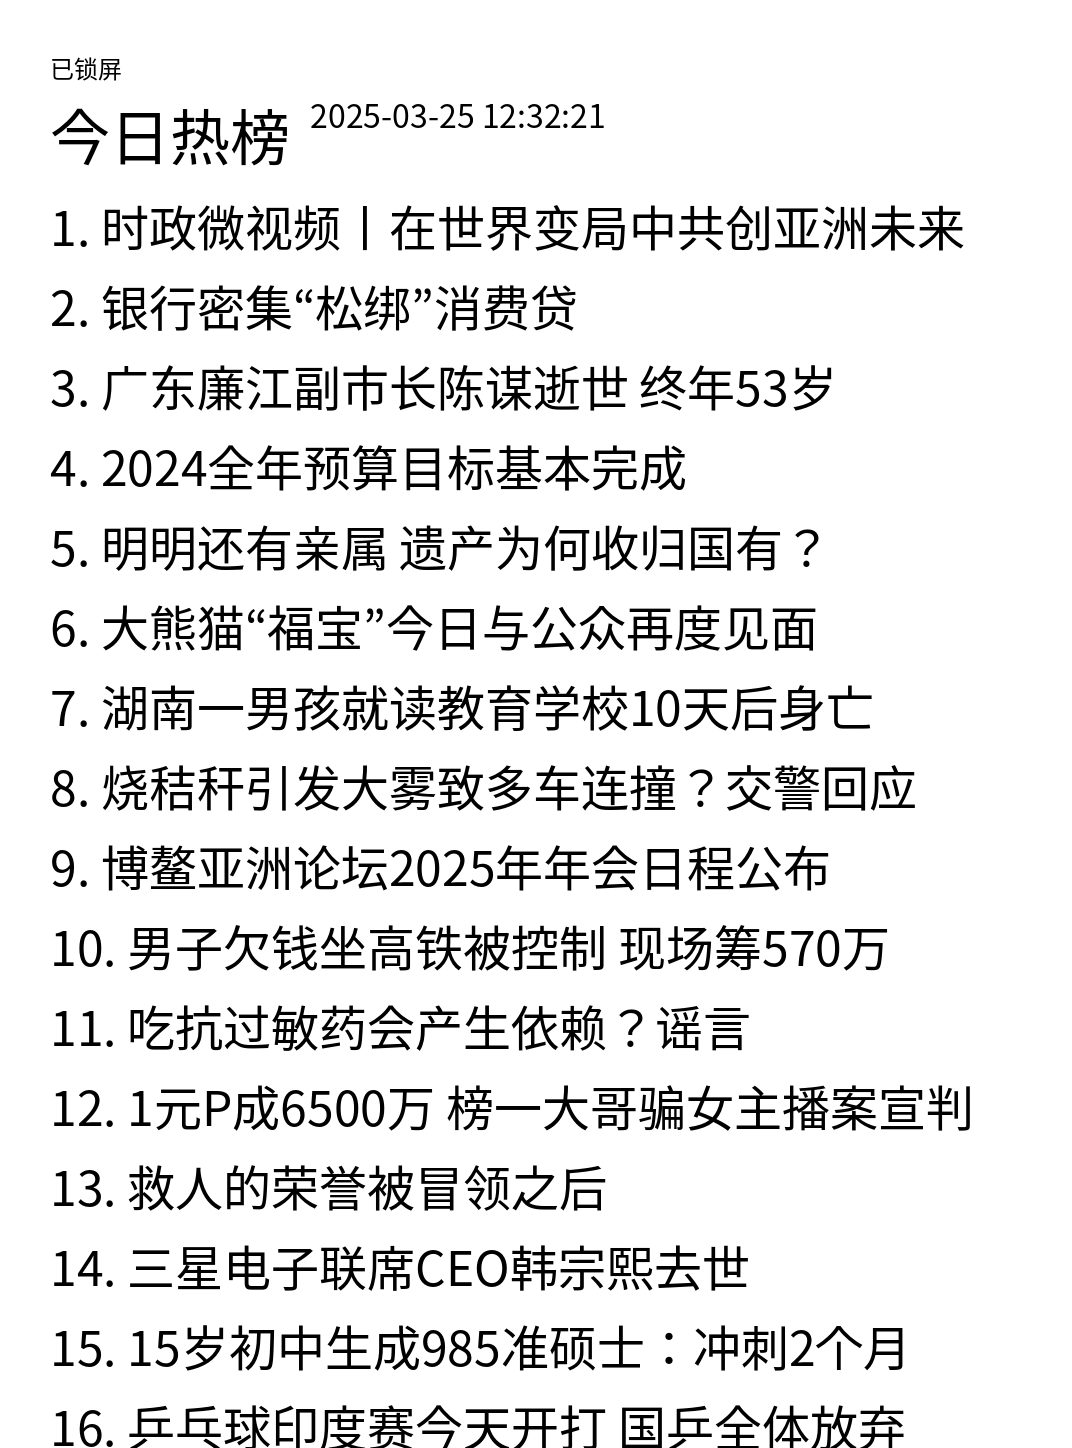 已锁屏
今日热榜 2025-03-25 12:32:21
1. 时政微视频丨在世界变局中共创亚洲未来
2. 银行密集“松绑”消费贷
3. 广东廉江副市长陈谋逝世 终年53岁
4. 2024全年预算目标基本完成
5. 明明还有亲属 遗产为何收归国有？
6. 大熊猫“福宝”今日与公众再度见面
7. 湖南一男孩就读教育学校10天后身亡
8. 烧秸秆引发大雾致多车连撞？交警回应
9. 博鳌亚洲论坛2025年年会日程公布
10. 男子欠钱坐高铁被控制 现场筹570万
11. 吃抗过敏药会产生依赖？谣言
12. 1元P成6500万 榜一大哥骗女主播案宣判
13. 救人的荣誉被冒领之后
14. 三星电子联席CEO韩宗熙去世
15. 15岁初中生成985准硕士：冲刺2个月
16. 乒乓球印度赛今天开打 国乒全体放弃